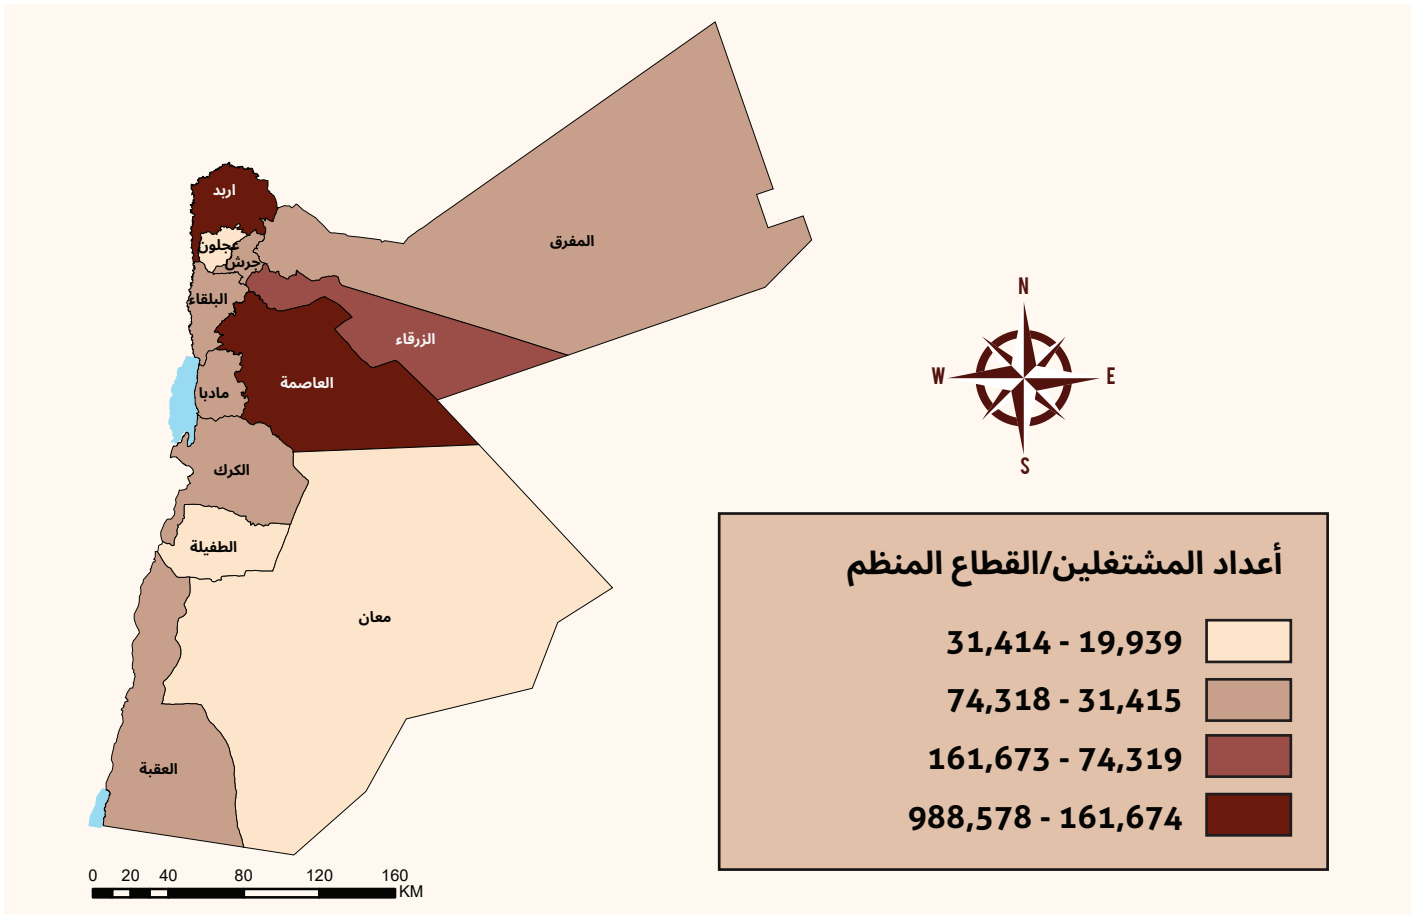 اربد
عجلون
جرش
المفرق
البلقاء
الزرقاء
العاصمة
مادبا
الكرك
الطفيلة
معان
العقبة
N
W
E
S
أعداد المشتغلين/القطاع المنظم
31,414 - 19,939
74,318 - 31,415
161,673 - 74,319
988,578 - 161,674
0 20 40 80 120 160
KM